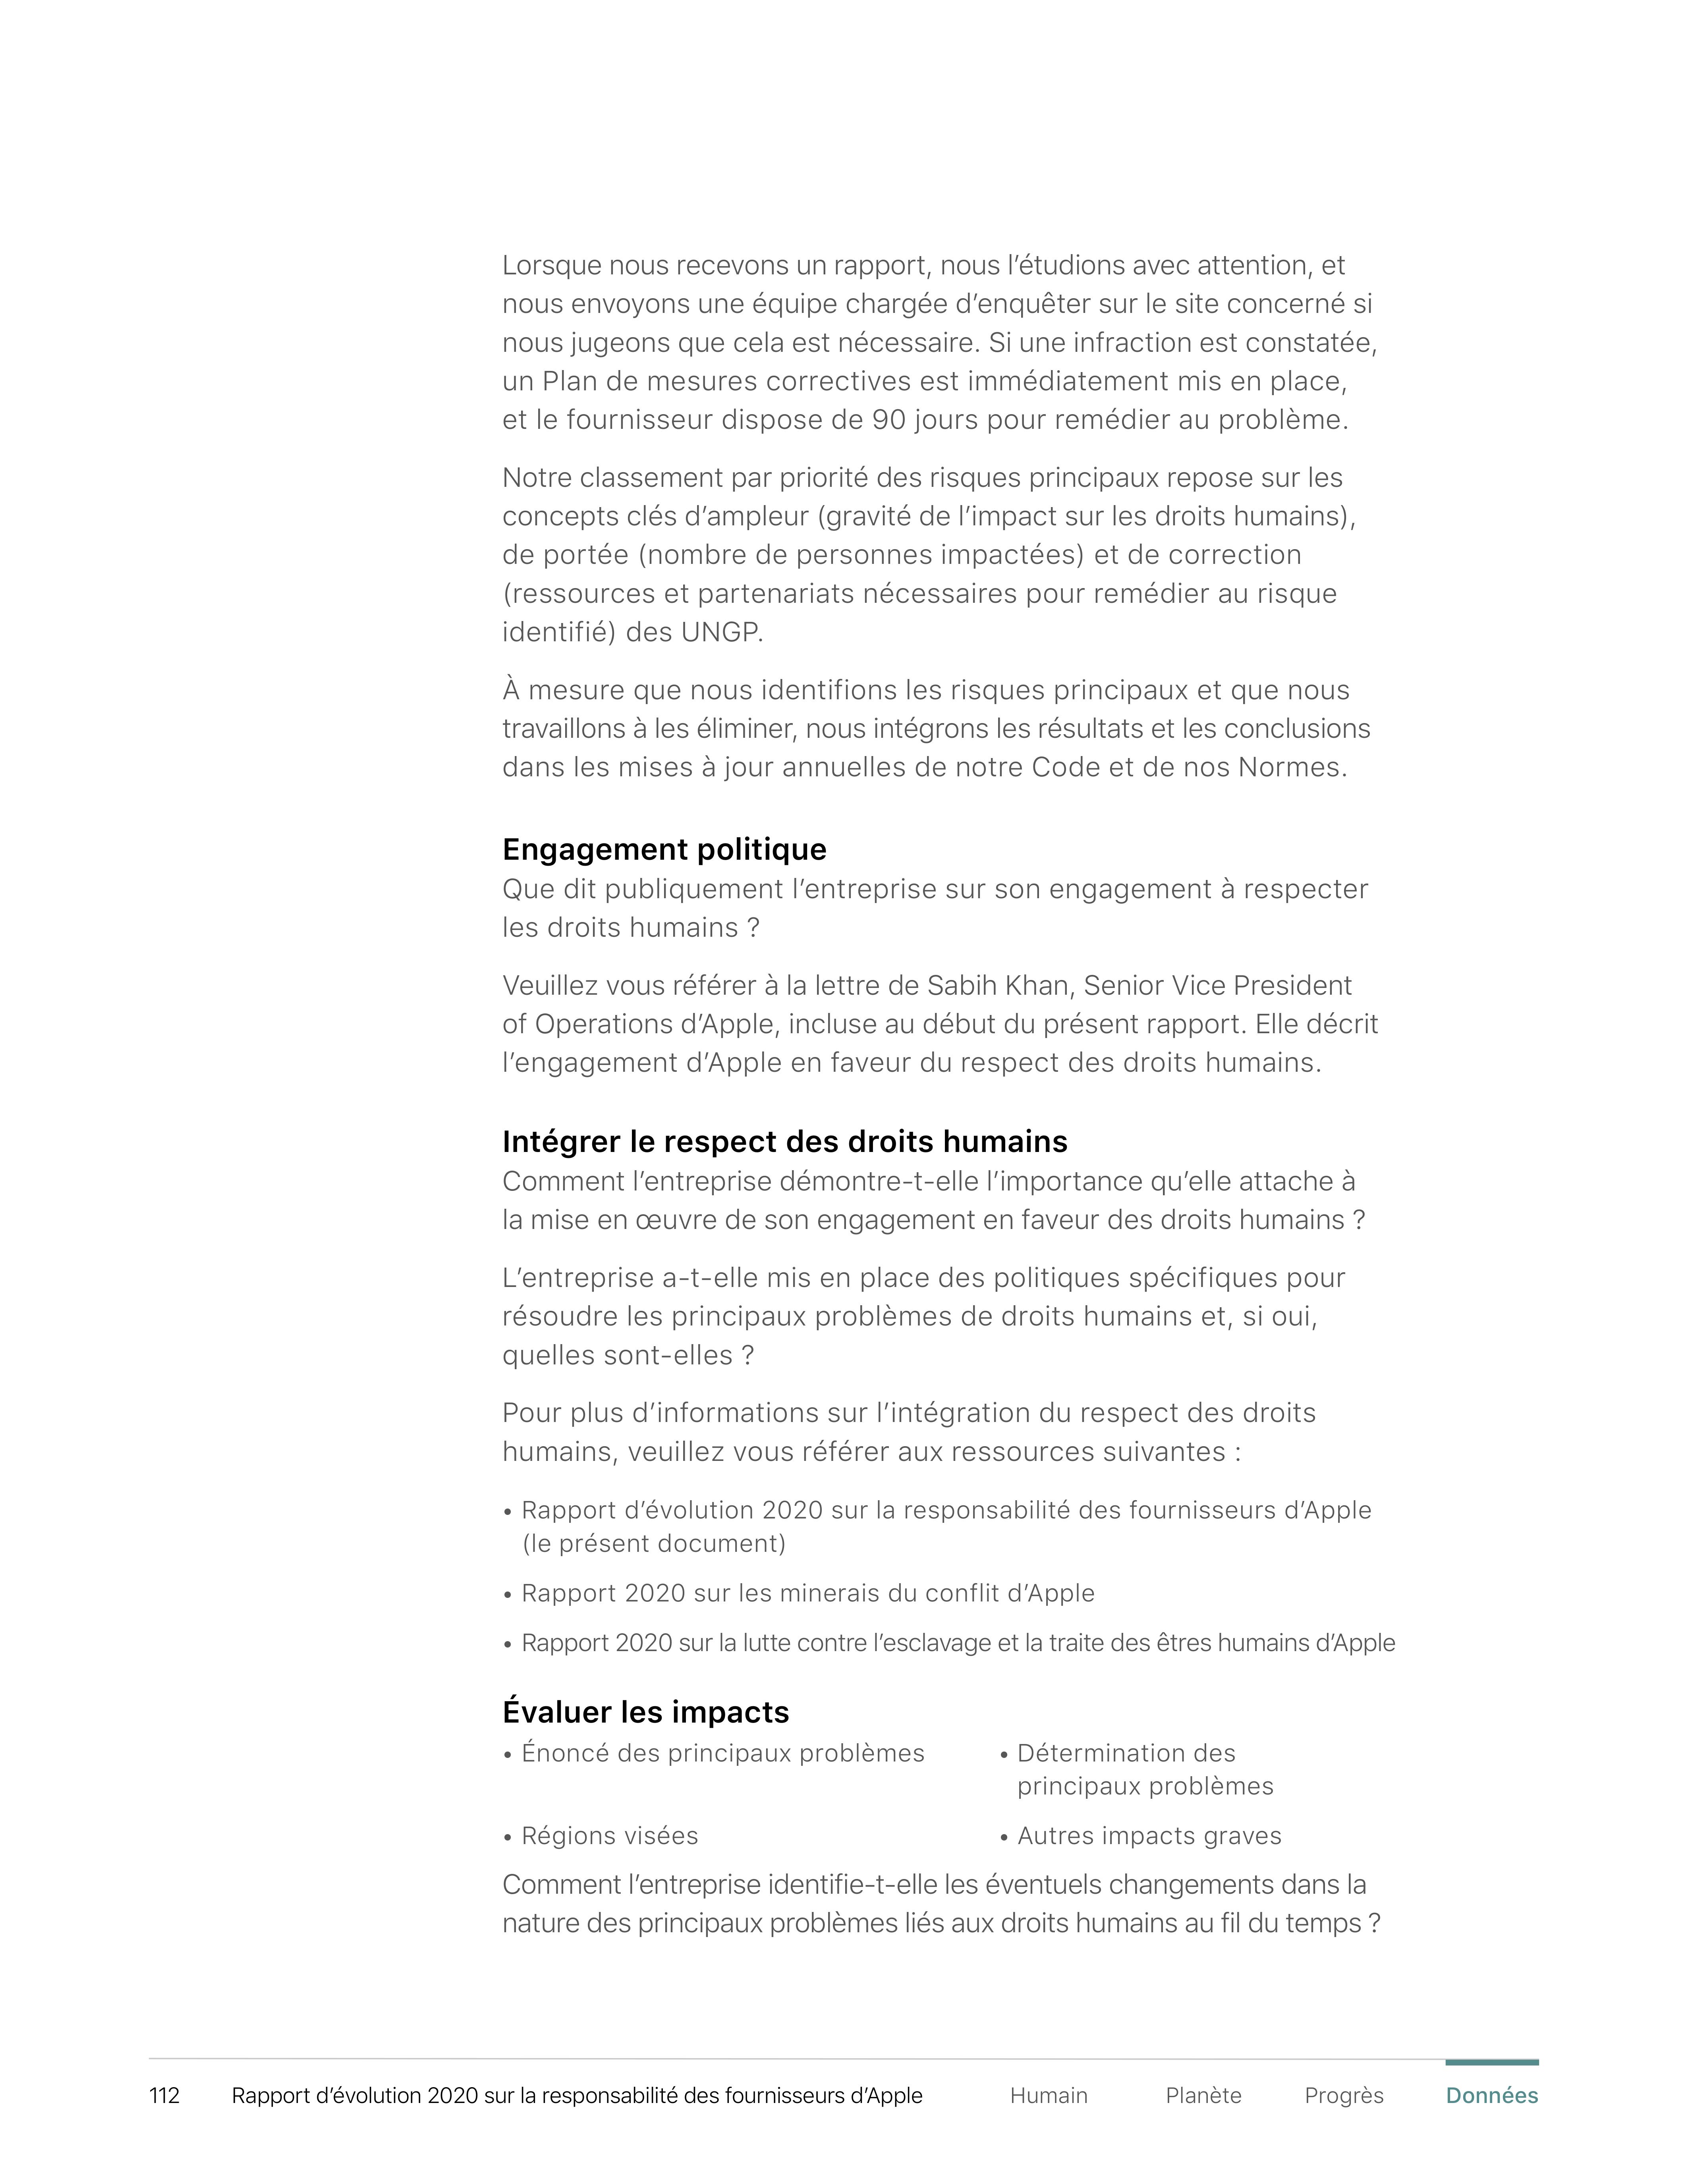 Lorsque nous recevons un rapport, nous l’étudions avec attention, et
nous envoyons une équipe chargée d’enquêter sur le site concerné si
nous jugeons que cela est nécessaire. Si une infraction est constatée,
un Plan de mesures correctives est immédiatement mis en place,
et le fournisseur dispose de 90 jours pour remédier au problème.
Notre classement par priorité des risques principaux repose sur les
concepts clés d’ampleur (gravité de l’impact sur les droits humains),
de portée (nombre de personnes impactées) et de correction
(ressources et partenariats nécessaires pour remédier au risque
identifié) des UNGP.
À mesure que nous identifions les risques principaux et que nous
travaillons à les éliminer, nous intégrons les résultats et les conclusions
dans les mises à jour annuelles de notre Code et de nos Normes.
Engagement politique
Que dit publiquement l’entreprise sur son engagement à respecter
les droits humains ?
Veuillez vous référer à la lettre de Sabih Khan, Senior Vice President
of Operations d’Apple, incluse au début du présent rapport. Elle décrit
l’engagement d’Apple en faveur du respect des droits humains.
Intégrer le respect des droits humains
Comment l’entreprise démontre-t-elle l’importance qu’elle attache à
la mise en œuvre de son engagement en faveur des droits humains ?
L’entreprise a-t-elle mis en place des politiques spécifiques pour
résoudre les principaux problèmes de droits humains et, si oui,
quelles sont-elles ?
Pour plus d’informations sur l’intégration du respect des droits
humains, veuillez vous référer aux ressources suivantes :
• Rapport d’évolution 2020 sur la responsabilité des fournisseurs d’Apple
(le présent document)
• Rapport 2020 sur les minerais du conflit d’Apple
• Rapport 2020 sur la lutte contre l’esclavage et la traite des êtres humains d’Apple
Évaluer les impacts
• Énoncé des principaux problèmes
• Détermination des
principaux problèmes
• Régions visées
• Autres impacts graves
Comment l’entreprise identifie-t-elle les éventuels changements dans la
nature des principaux problèmes liés aux droits humains au fil du temps ?
112 Rapport d’évolution 2020 sur la responsabilité des fournisseurs d’Apple Humain Planète Progrès Données